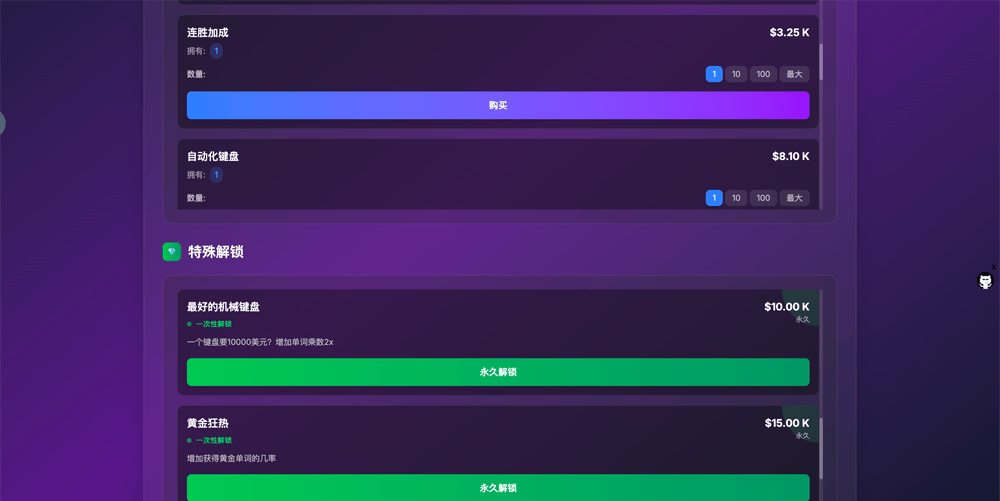 连胜加成
$3.25 K
拥有: 1
数量:
1 10 100 最大
购买
自动化键盘
$8.10 K
拥有: 1
数量:
1 10 100 最大
特殊解锁
最好的机械键盘
$10.00 K
一次性解锁
永久
一个键盘要10000美元？增加单词乘数2x
永久解锁
黄金狂热
$15.00 K
一次性解锁
永久
增加获得黄金单词的几率
永久解锁